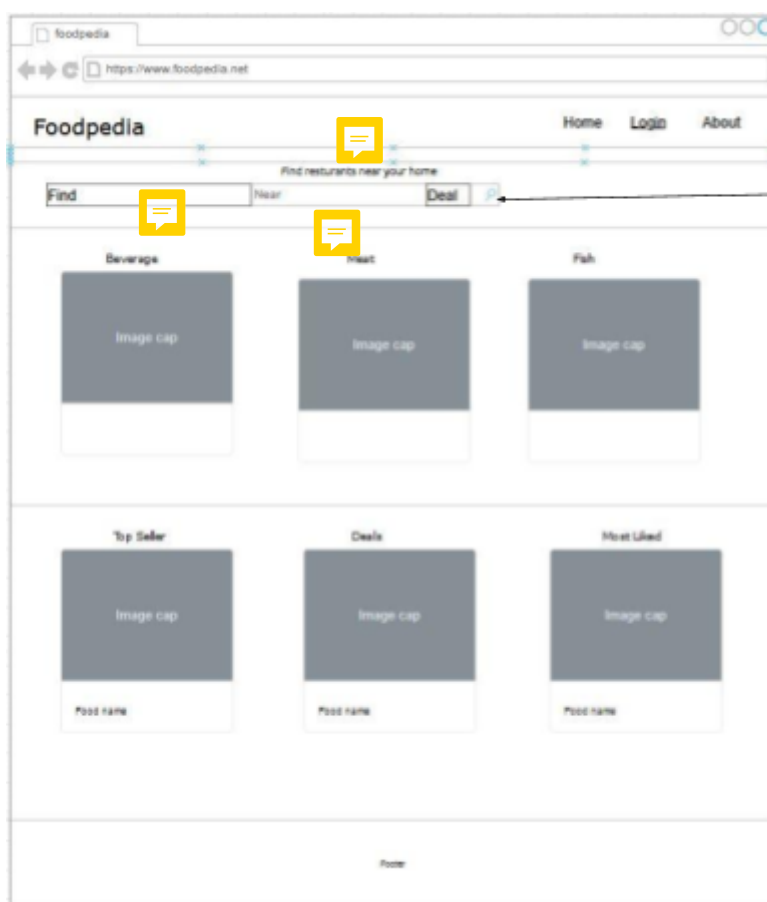 foodpedia
https://www.foodpedia.net
Foodpedia Home Login About
Find resturants near your home
Find Near Deal
Beverage Meat Fish
Image cap Image cap Image cap
Top Seller Deals Most Liked
Image cap Image cap Image cap
Food name Food name Food name
Footer